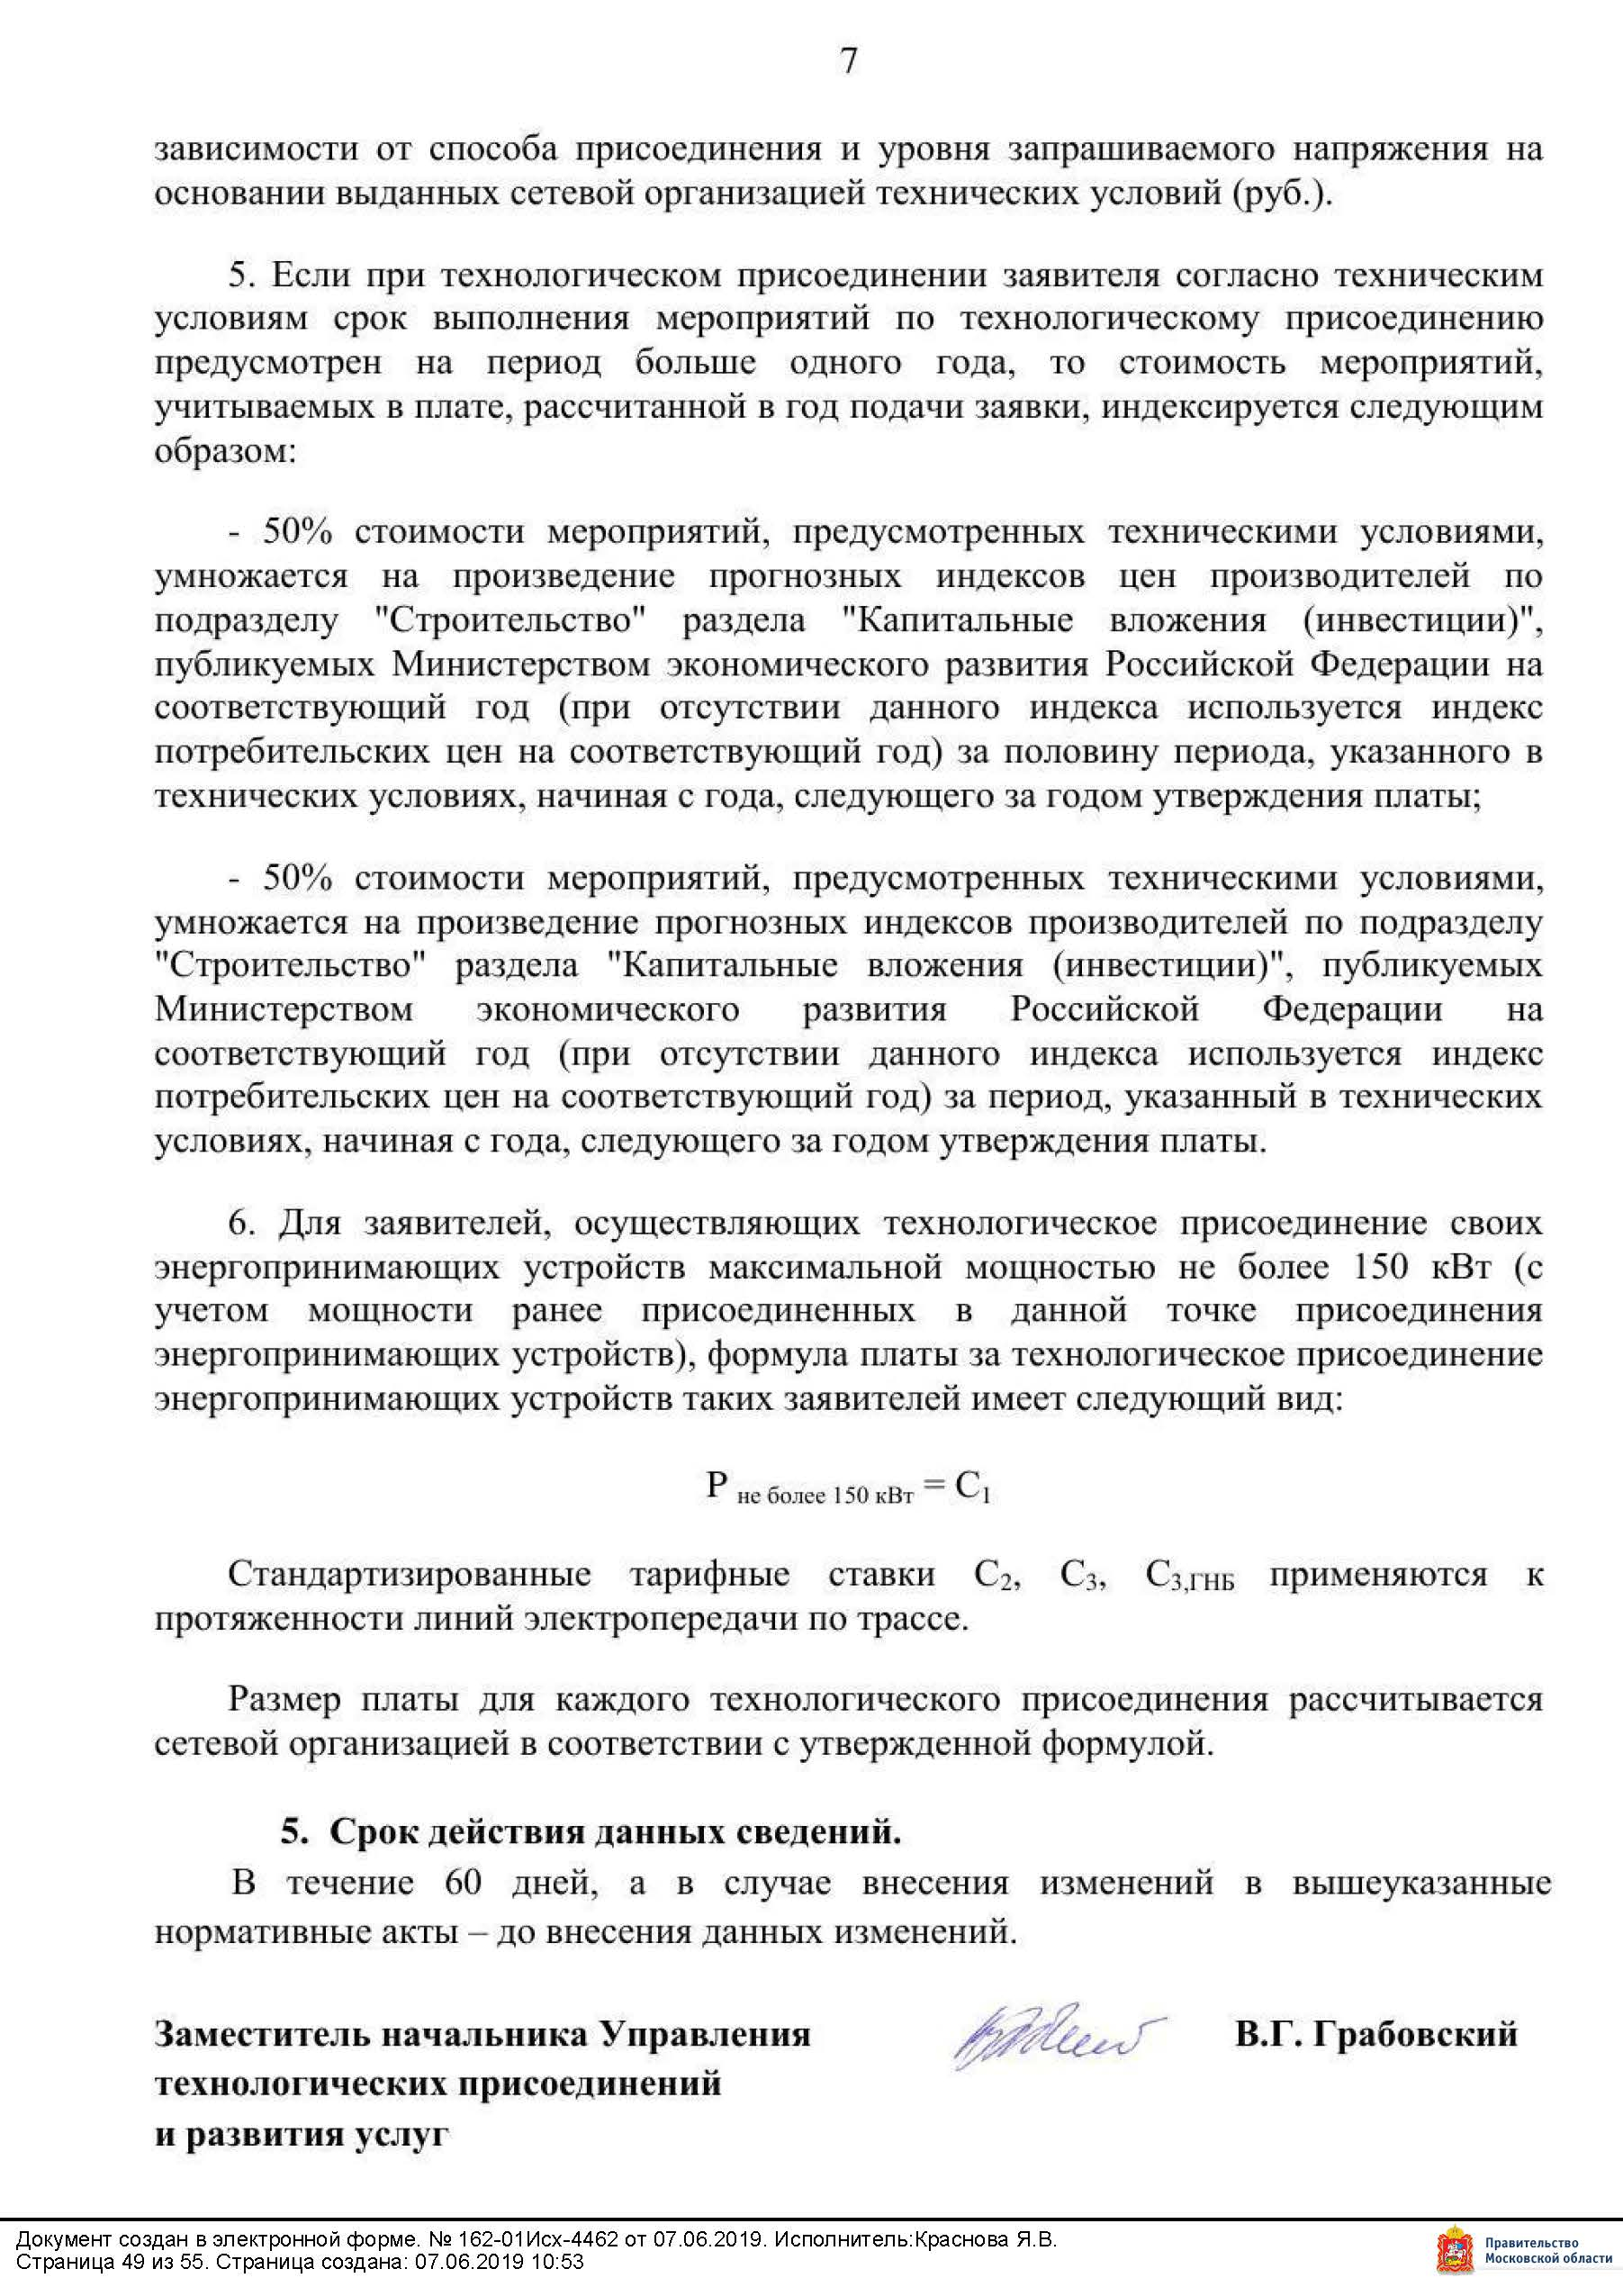 7
зависимости от способа присоединения и уровня запрашиваемого напряжения на
основании выданных сетевой организацией технических условий (руб.).
5. Если при технологическом присоединении заявителя согласно техническим
условиям срок выполнения мероприятий по технологическому присоединению
предусмотрен на период больше одного года, то стоимость мероприятий,
учитываемых в плате, рассчитанной в год подачи заявки, индексируется следующим
образом:
- 50% стоимости мероприятий, предусмотренных техническими условиями,
умножается на произведение прогнозных индексов цен производителей по
подразделу "Строительство" раздела "Капитальные вложения (инвестиции)",
публикуемых Министерством экономического развития Российской Федерации на
соответствующий год (при отсутствии данного индекса используется индекс
потребительских цен на соответствующий год) за половину периода, указанного в
технических условиях, начиная с года, следующего за годом утверждения платы;
- 50% стоимости мероприятий, предусмотренных техническими условиями,
умножается на произведение прогнозных индексов производителей по подразделу
"Строительство" раздела "Капитальные вложения (инвестиции)", публикуемых
Министерством экономического развития Российской Федерации на
соответствующий год (при отсутствии данного индекса используется индекс
потребительских цен на соответствующий год) за период, указанный в технических
условиях, начиная с года, следующего за годом утверждения платы.
6. Для заявителей, осуществляющих технологическое присоединение своих
энергопринимающих устройств максимальной мощностью не более 150 кВт (с
учетом мощности ранее присоединенных в данной точке присоединения
энергопринимающих устройств), формула платы за технологическое присоединение
энергопринимающих устройств таких заявителей имеет следующий вид:
Р не более 150 кВт = С1
Стандартизированные тарифные ставки С2, С3, С3,ГНБ применяются к
протяженности линий электропередачи по трассе.
Размер платы для каждого технологического присоединения рассчитывается
сетевой организацией в соответствии с утвержденной формулой.
5. Срок действия данных сведений.
В течение 60 дней, а в случае внесения изменений в вышеуказанные
нормативные акты – до внесения данных изменений.
Заместитель начальника Управления В.Г. Грабовский
технологических присоединений
и развития услуг
Документ создан в электронной форме. № 162-01Исх-4462 от 07.06.2019. Исполнитель:Краснова Я.В.
Страница 49 из 55. Страница создана: 07.06.2019 10:53
Правительство
Московской области